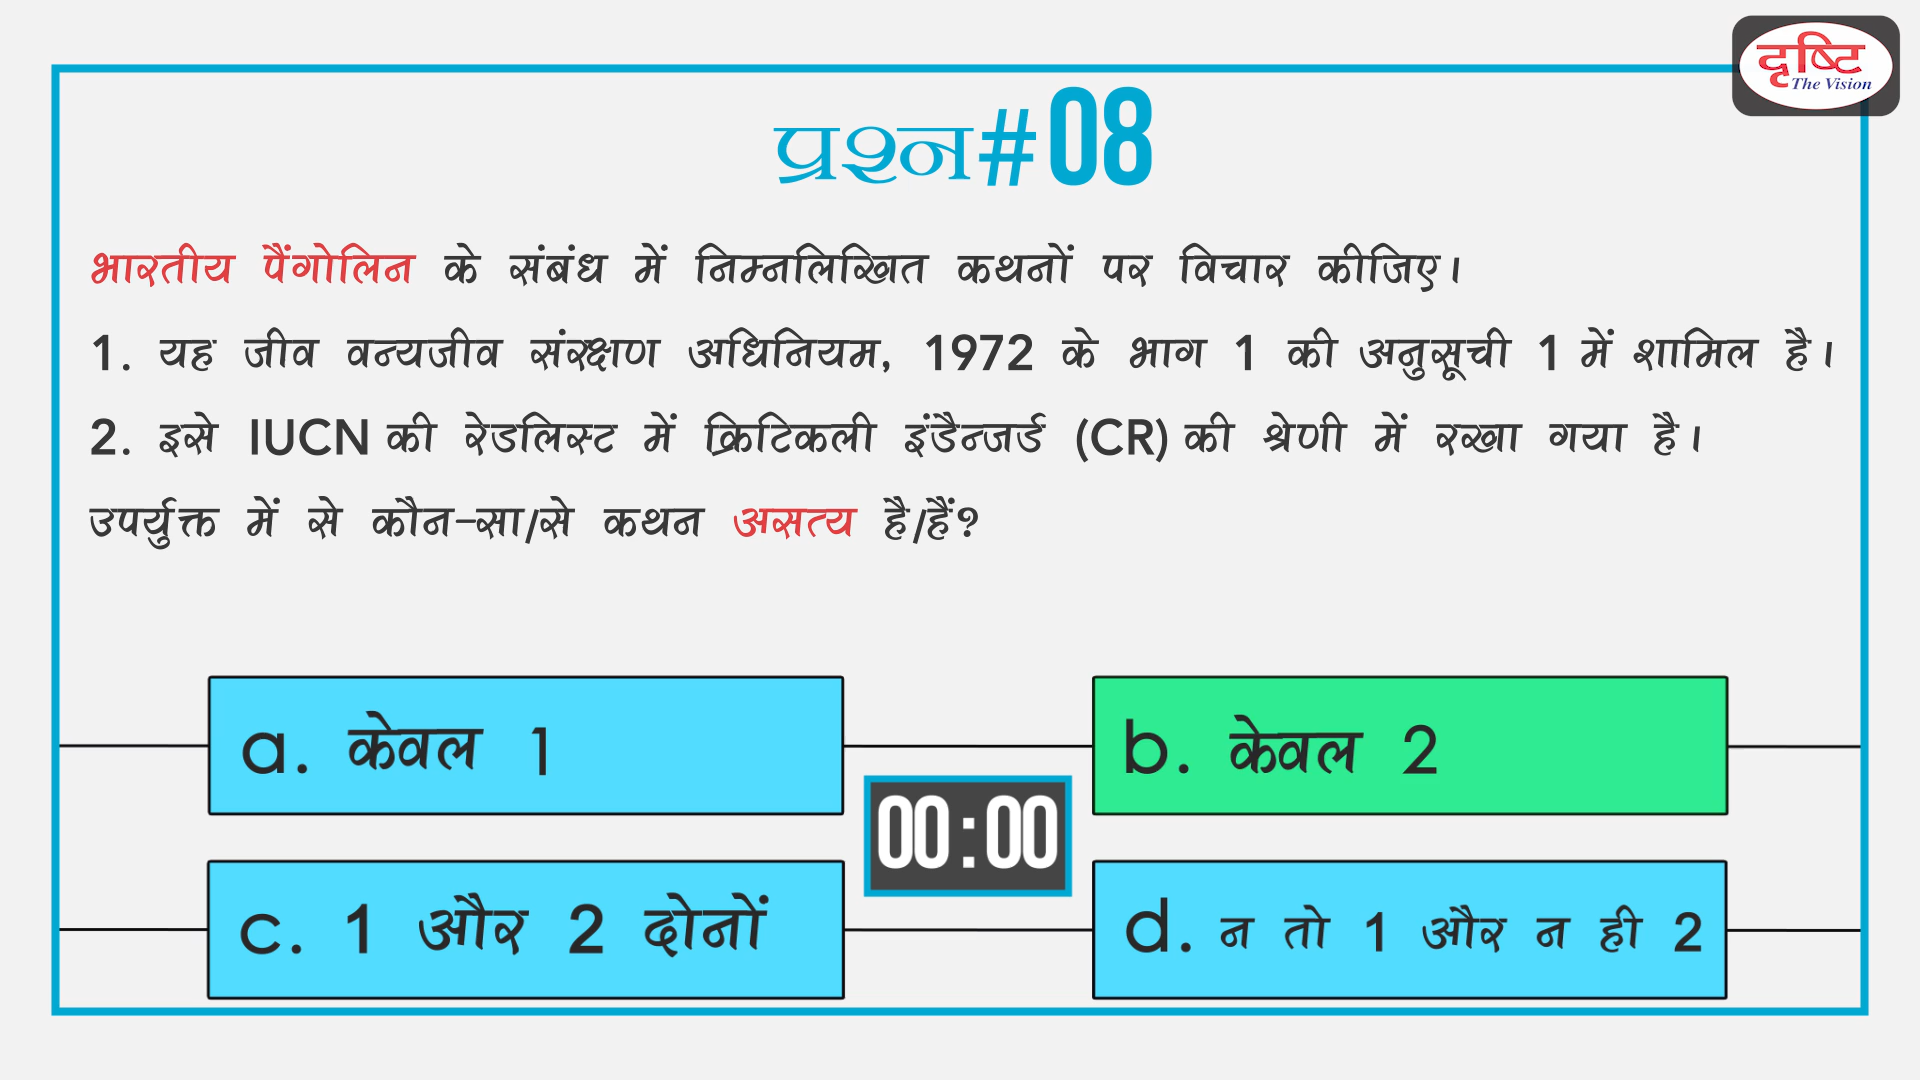 दृष्टि
The Vision
प्रश्न#08
भारतीय पैंगोलिन के संबंध में निम्नलिखित कथनों पर विचार कीजिए।
1. यह जीव वन्यजीव संरक्षण अधिनियम, 1972 के भाग 1 की अनुसूची 1 में शामिल है।
2. इसे IUCN की रेडलिस्ट में क्रिटिकली इंडैन्जर्ड (CR) की श्रेणी में रखा गया है।
उपर्युक्त में से कौन-सा/से कथन असत्य है/हैं?
a. केवल 1
b. केवल 2
00:00
c. 1 और 2 दोनों
d. न तो 1 और न ही 2